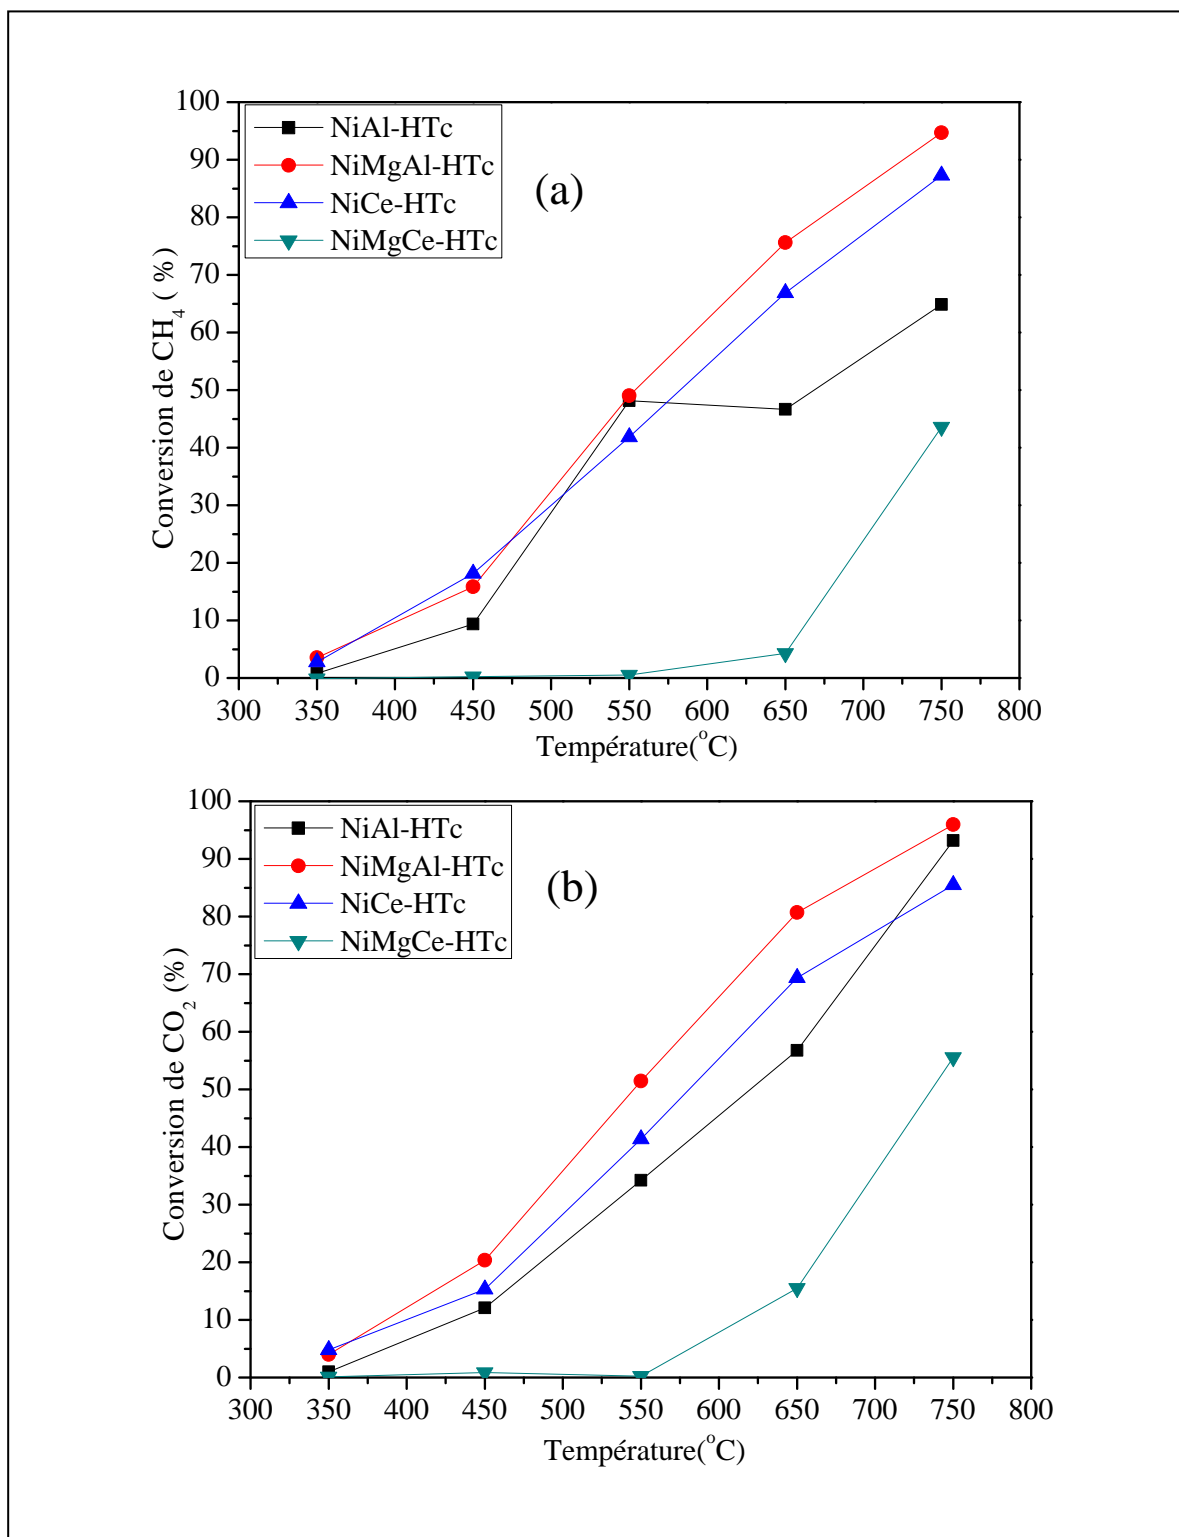 100
90
80
70
60
50
40
30
20
10
0
Conversion de CH4 ( %)
NiAl-HTc
NiMgAl-HTc
NiCe-HTc
NiMgCe-HTc
(a)
300 350 400 450 500 550 600 650 700 750 800
Température(°C)
100
90
80
70
60
50
40
30
20
10
0
Conversion de CO2 (%)
NiAl-HTc
NiMgAl-HTc
NiCe-HTc
NiMgCe-HTc
(b)
300 350 400 450 500 550 600 650 700 750 800
Température(°C)